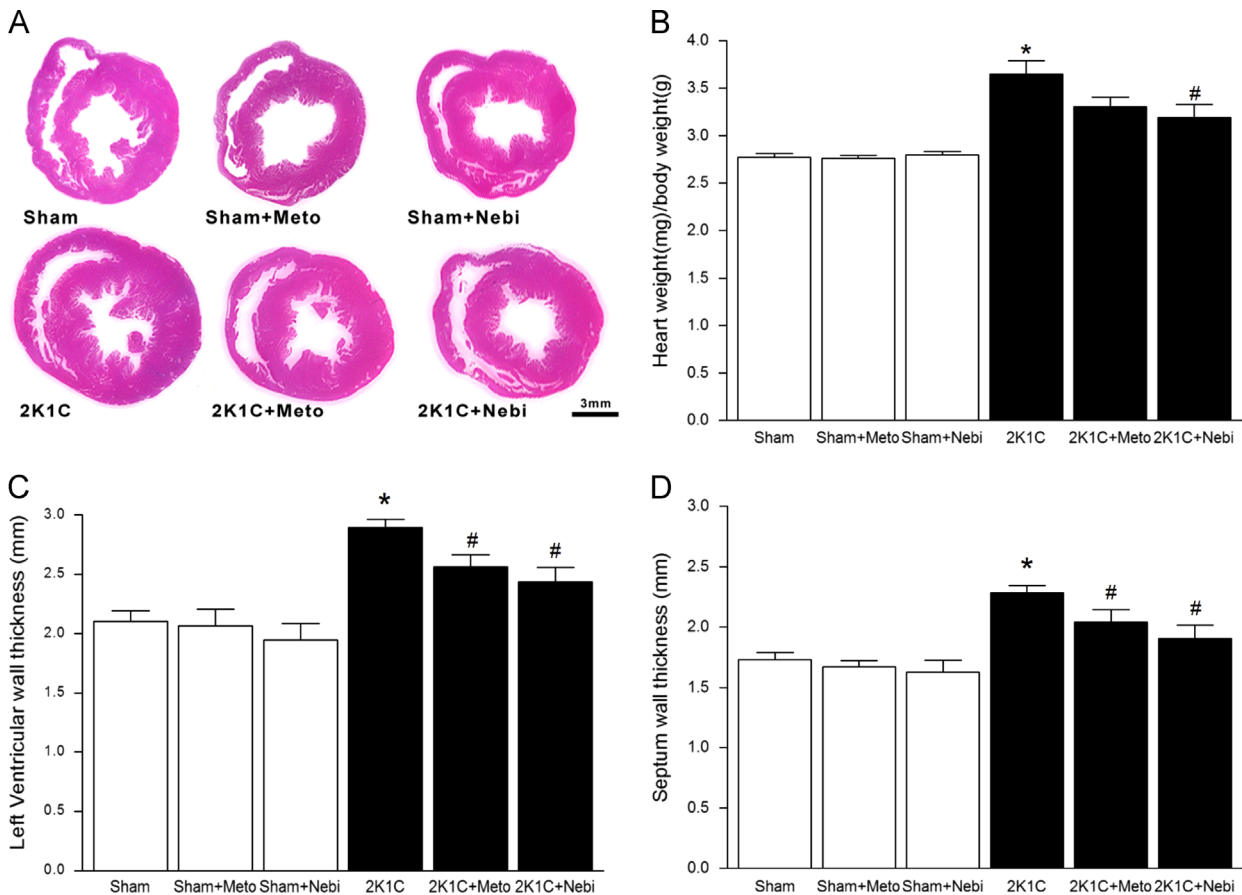 A
Sham
Sham+Meto
Sham+Nebi
2K1C
2K1C+Meto
2K1C+Nebi
3mm
B
Heart weight(mg)/body weight(g)
4.0
3.5
3.0
2.5
2.0
1.5
1.0
0.5
0.0
*
#
Sham
Sham+Meto
Sham+Nebi
2K1C
2K1C+Meto
2K1C+Nebi
C
Left Ventricular wall thickness (mm)
3.0
2.5
2.0
1.5
1.0
0.5
0.0
*
#
#
Sham
Sham+Meto
Sham+Nebi
2K1C
2K1C+Meto
2K1C+Nebi
D
Septum wall thickness (mm)
3.0
2.5
2.0
1.5
1.0
0.5
0.0
*
#
#
Sham
Sham+Meto
Sham+Nebi
2K1C
2K1C+Meto
2K1C+Nebi